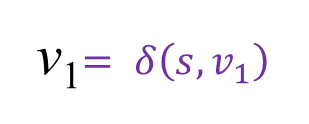 v₁ = δ(s, v₁)